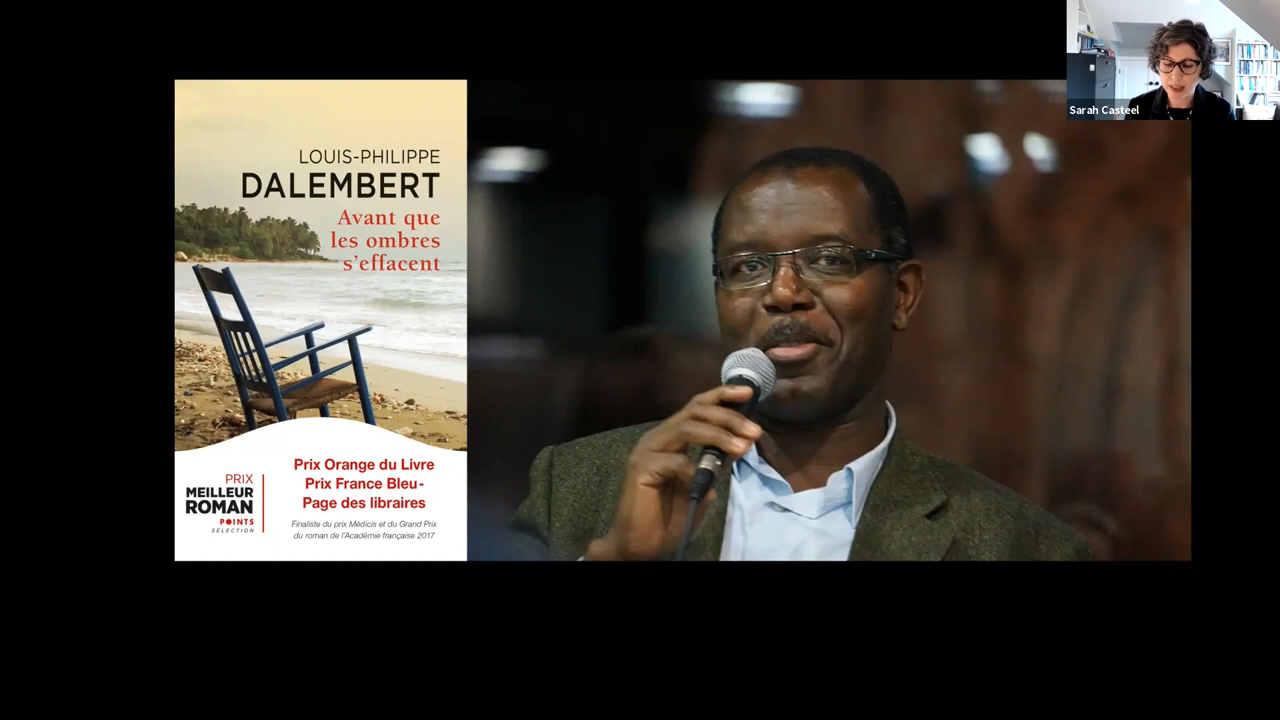 LOUIS-PHILIPPE
DALEMBERT
Avant que
les ombres
s'effacent
PRIX
MEILLEUR
ROMAN
POINTS
SÉLECTION
Prix Orange du Livre
Prix France Bleu-
Page des libraires
Finaliste du prix Médicis et du Grand Prix
du roman de l'Académie française 2017
Sarah Casteel